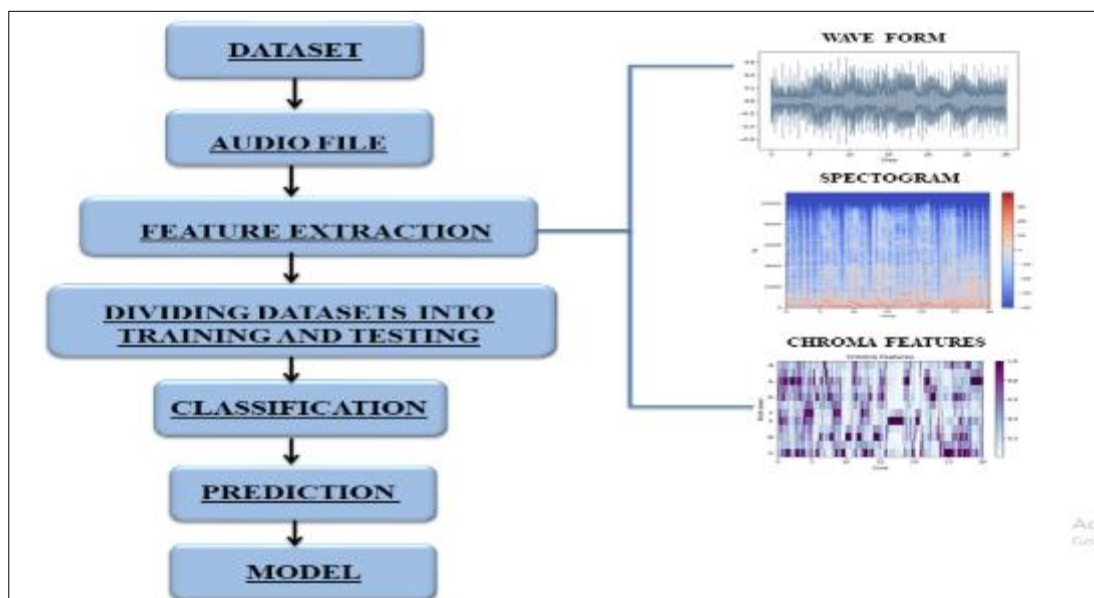 DATASET
AUDIO FILE
FEATURE EXTRACTION
DIVIDING DATASETS INTO
TRAINING AND TESTING
CLASSIFICATION
PREDICTION
MODEL
WAVE FORM
SPECTOGRAM
CHROMA FEATURES
Chroma Features